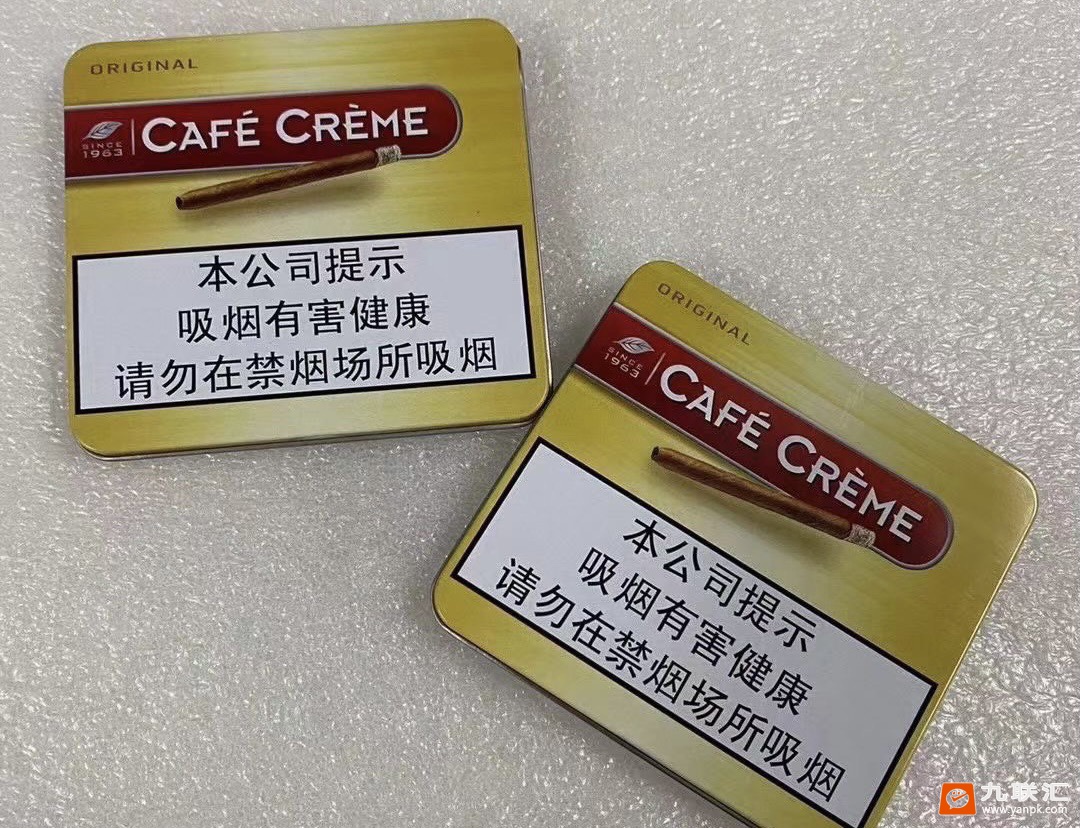 ORIGINAL
SINCE
1963
CAFÉ CRÈME
本公司提示
吸烟有害健康
请勿在禁烟场所吸烟
ORIGINAL
SINCE
1963
CAFÉ CRÈME
本公司提示
吸烟有害健康
请勿在禁烟场所吸烟
九联汇
www.yanpk.com